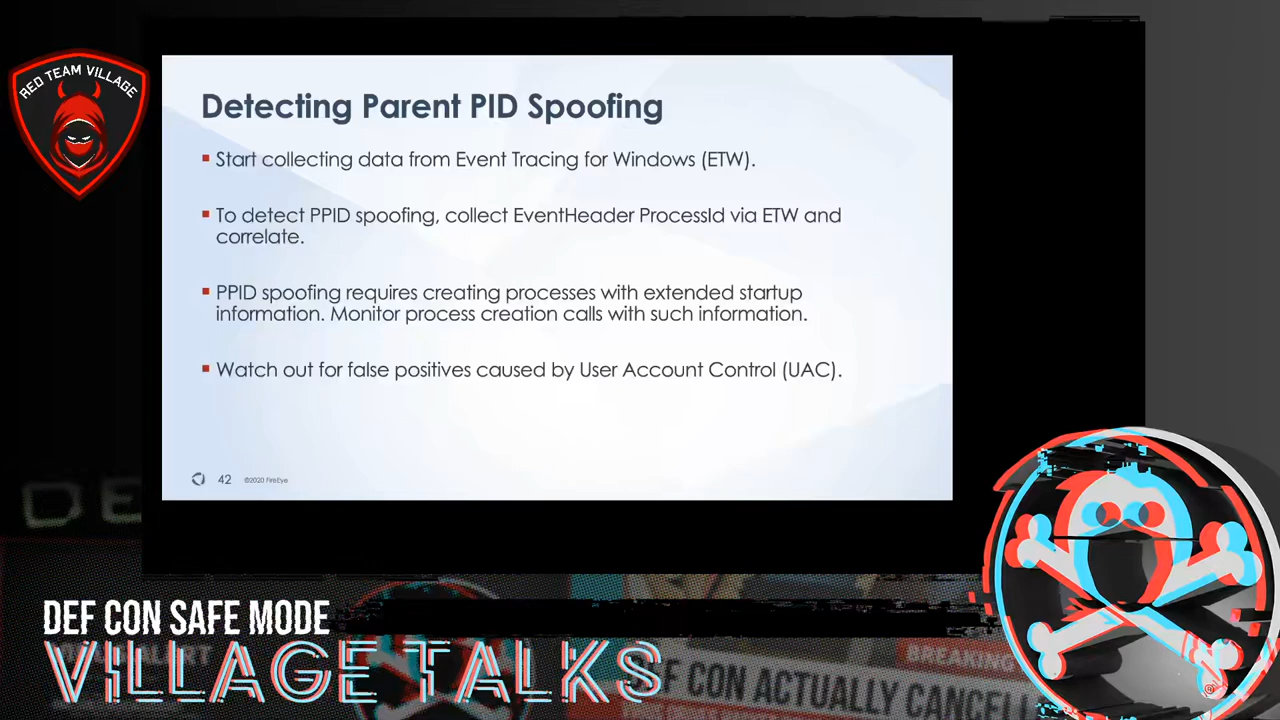 RED TEAM VILLAGE
Detecting Parent PID Spoofing
▪ Start collecting data from Event Tracing for Windows (ETW).
▪ To detect PPID spoofing, collect EventHeader ProcessId via ETW and
correlate.
▪ PPID spoofing requires creating processes with extended startup
information. Monitor process creation calls with such information.
▪ Watch out for false positives caused by User Account Control (UAC).
42 ©2020 FireEye
DE
DEF CON SAFE MODE
VILLAGE TALKS
BREAKING
DEF CON ACTUALLY CANCELL